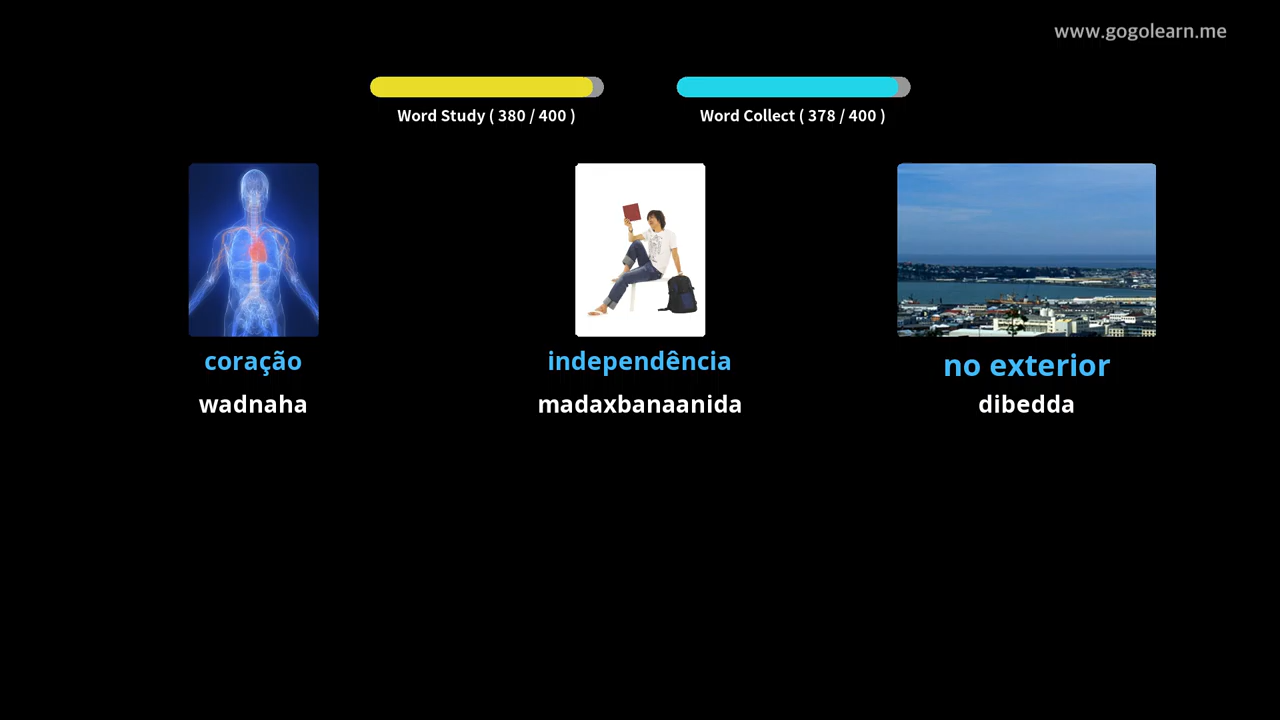 www.gogolearn.me
Word Study ( 380 / 400 )
Word Collect ( 378 / 400 )
coração
independência
no exterior
wadnaha
madaxbanaanida
dibedda